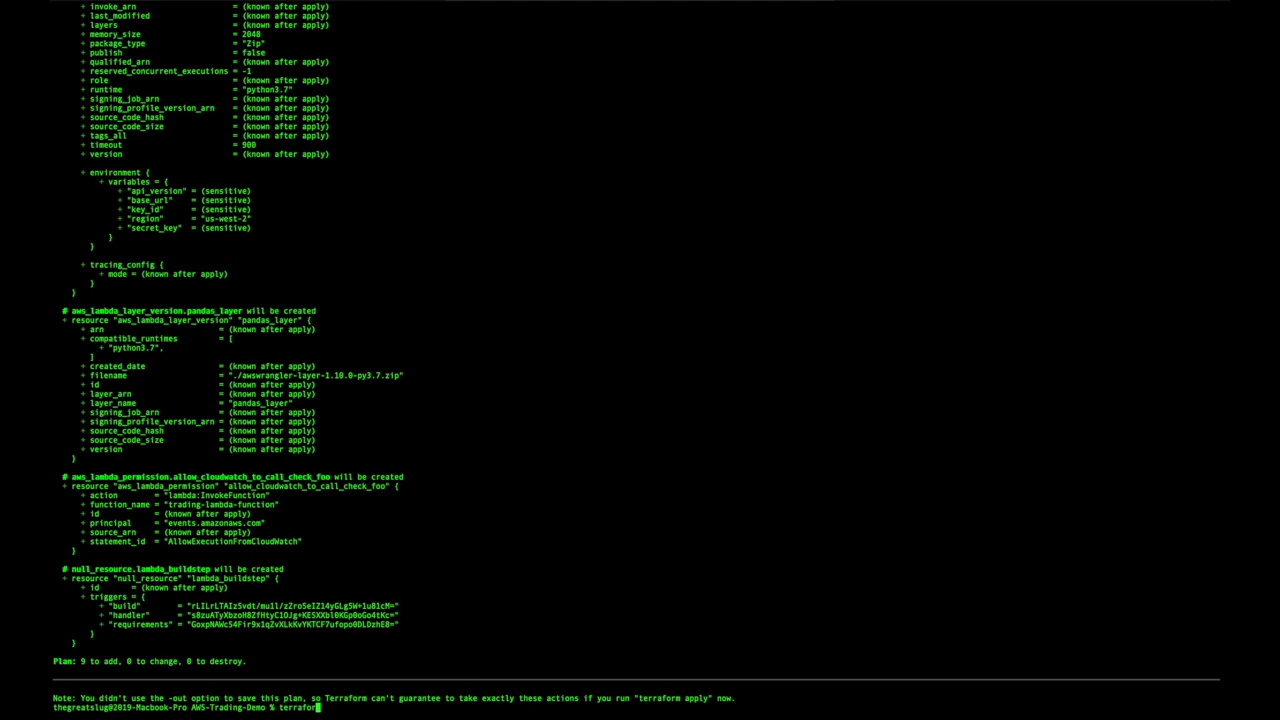 + invoke_arn                     = (known after apply)
+ last_modified                  = (known after apply)
+ layers                         = (known after apply)
+ memory_size                    = 2048
+ package_type                   = "Zip"
+ publish                        = false
+ qualified_arn                  = (known after apply)
+ reserved_concurrent_executions = -1
+ role                           = (known after apply)
+ runtime                        = "python3.7"
+ signing_job_arn                = (known after apply)
+ signing_profile_version_arn    = (known after apply)
+ source_code_hash               = (known after apply)
+ source_code_size               = (known after apply)
+ tags_all                       = (known after apply)
+ timeout                        = 900
+ version                        = (known after apply)
+ environment {
+ variables = {
+ "api_version" = (sensitive)
+ "base_url"    = (sensitive)
+ "key_id"      = (sensitive)
+ "region"      = "us-west-2"
+ "secret_key"  = (sensitive)
}
}
+ tracing_config {
+ mode = (known after apply)
}
}
# aws_lambda_layer_version.pandas_layer will be created
+ resource "aws_lambda_layer_version" "pandas_layer" {
+ arn                         = (known after apply)
+ compatible_runtimes         = [
+ "python3.7",
]
+ created_date                = (known after apply)
+ filename                    = "./awswrangler-layer-1.10.0-py3.7.zip"
+ id                          = (known after apply)
+ layer_arn                   = (known after apply)
+ layer_name                  = "pandas_layer"
+ signing_job_arn             = (known after apply)
+ signing_profile_version_arn = (known after apply)
+ source_code_hash            = (known after apply)
+ source_code_size            = (known after apply)
+ version                     = (known after apply)
}
# aws_lambda_permission.allow_cloudwatch_to_call_check_foo will be created
+ resource "aws_lambda_permission" "allow_cloudwatch_to_call_check_foo" {
+ action        = "lambda:InvokeFunction"
+ function_name = "trading-lambda-function"
+ id            = (known after apply)
+ principal     = "events.amazonaws.com"
+ source_arn    = (known after apply)
+ statement_id  = "AllowExecutionFromCloudWatch"
}
# null_resource.lambda_buildstep will be created
+ resource "null_resource" "lambda_buildstep" {
+ id       = (known after apply)
+ triggers = {
+ "build"        =
+ "handler"      =
+ "requirements" =
}
}
Plan: 9 to add, 0 to change, 0 to destroy.
Note: You didn't use the -out option to save this plan, so Terraform can't guarantee to take exactly these actions if you run "terraform apply" now.
thegreatslug@2019-Macbook-Pro AWS-Trading-Demo % terrafor